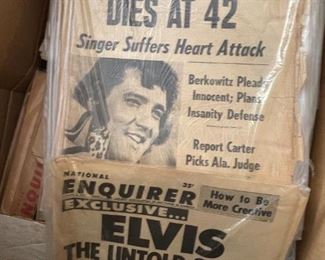 DIES AT 42
Singer Suffers Heart Attack
Berkowitz Pleads
Innocent; Plans
Insanity Defense
Report Carter
Picks Ala. Judge
NATIONAL
ENQUIRER
35¢
How to Be
More Creative
EXCLUSIVE...
ELVIS
THE UNTOLD